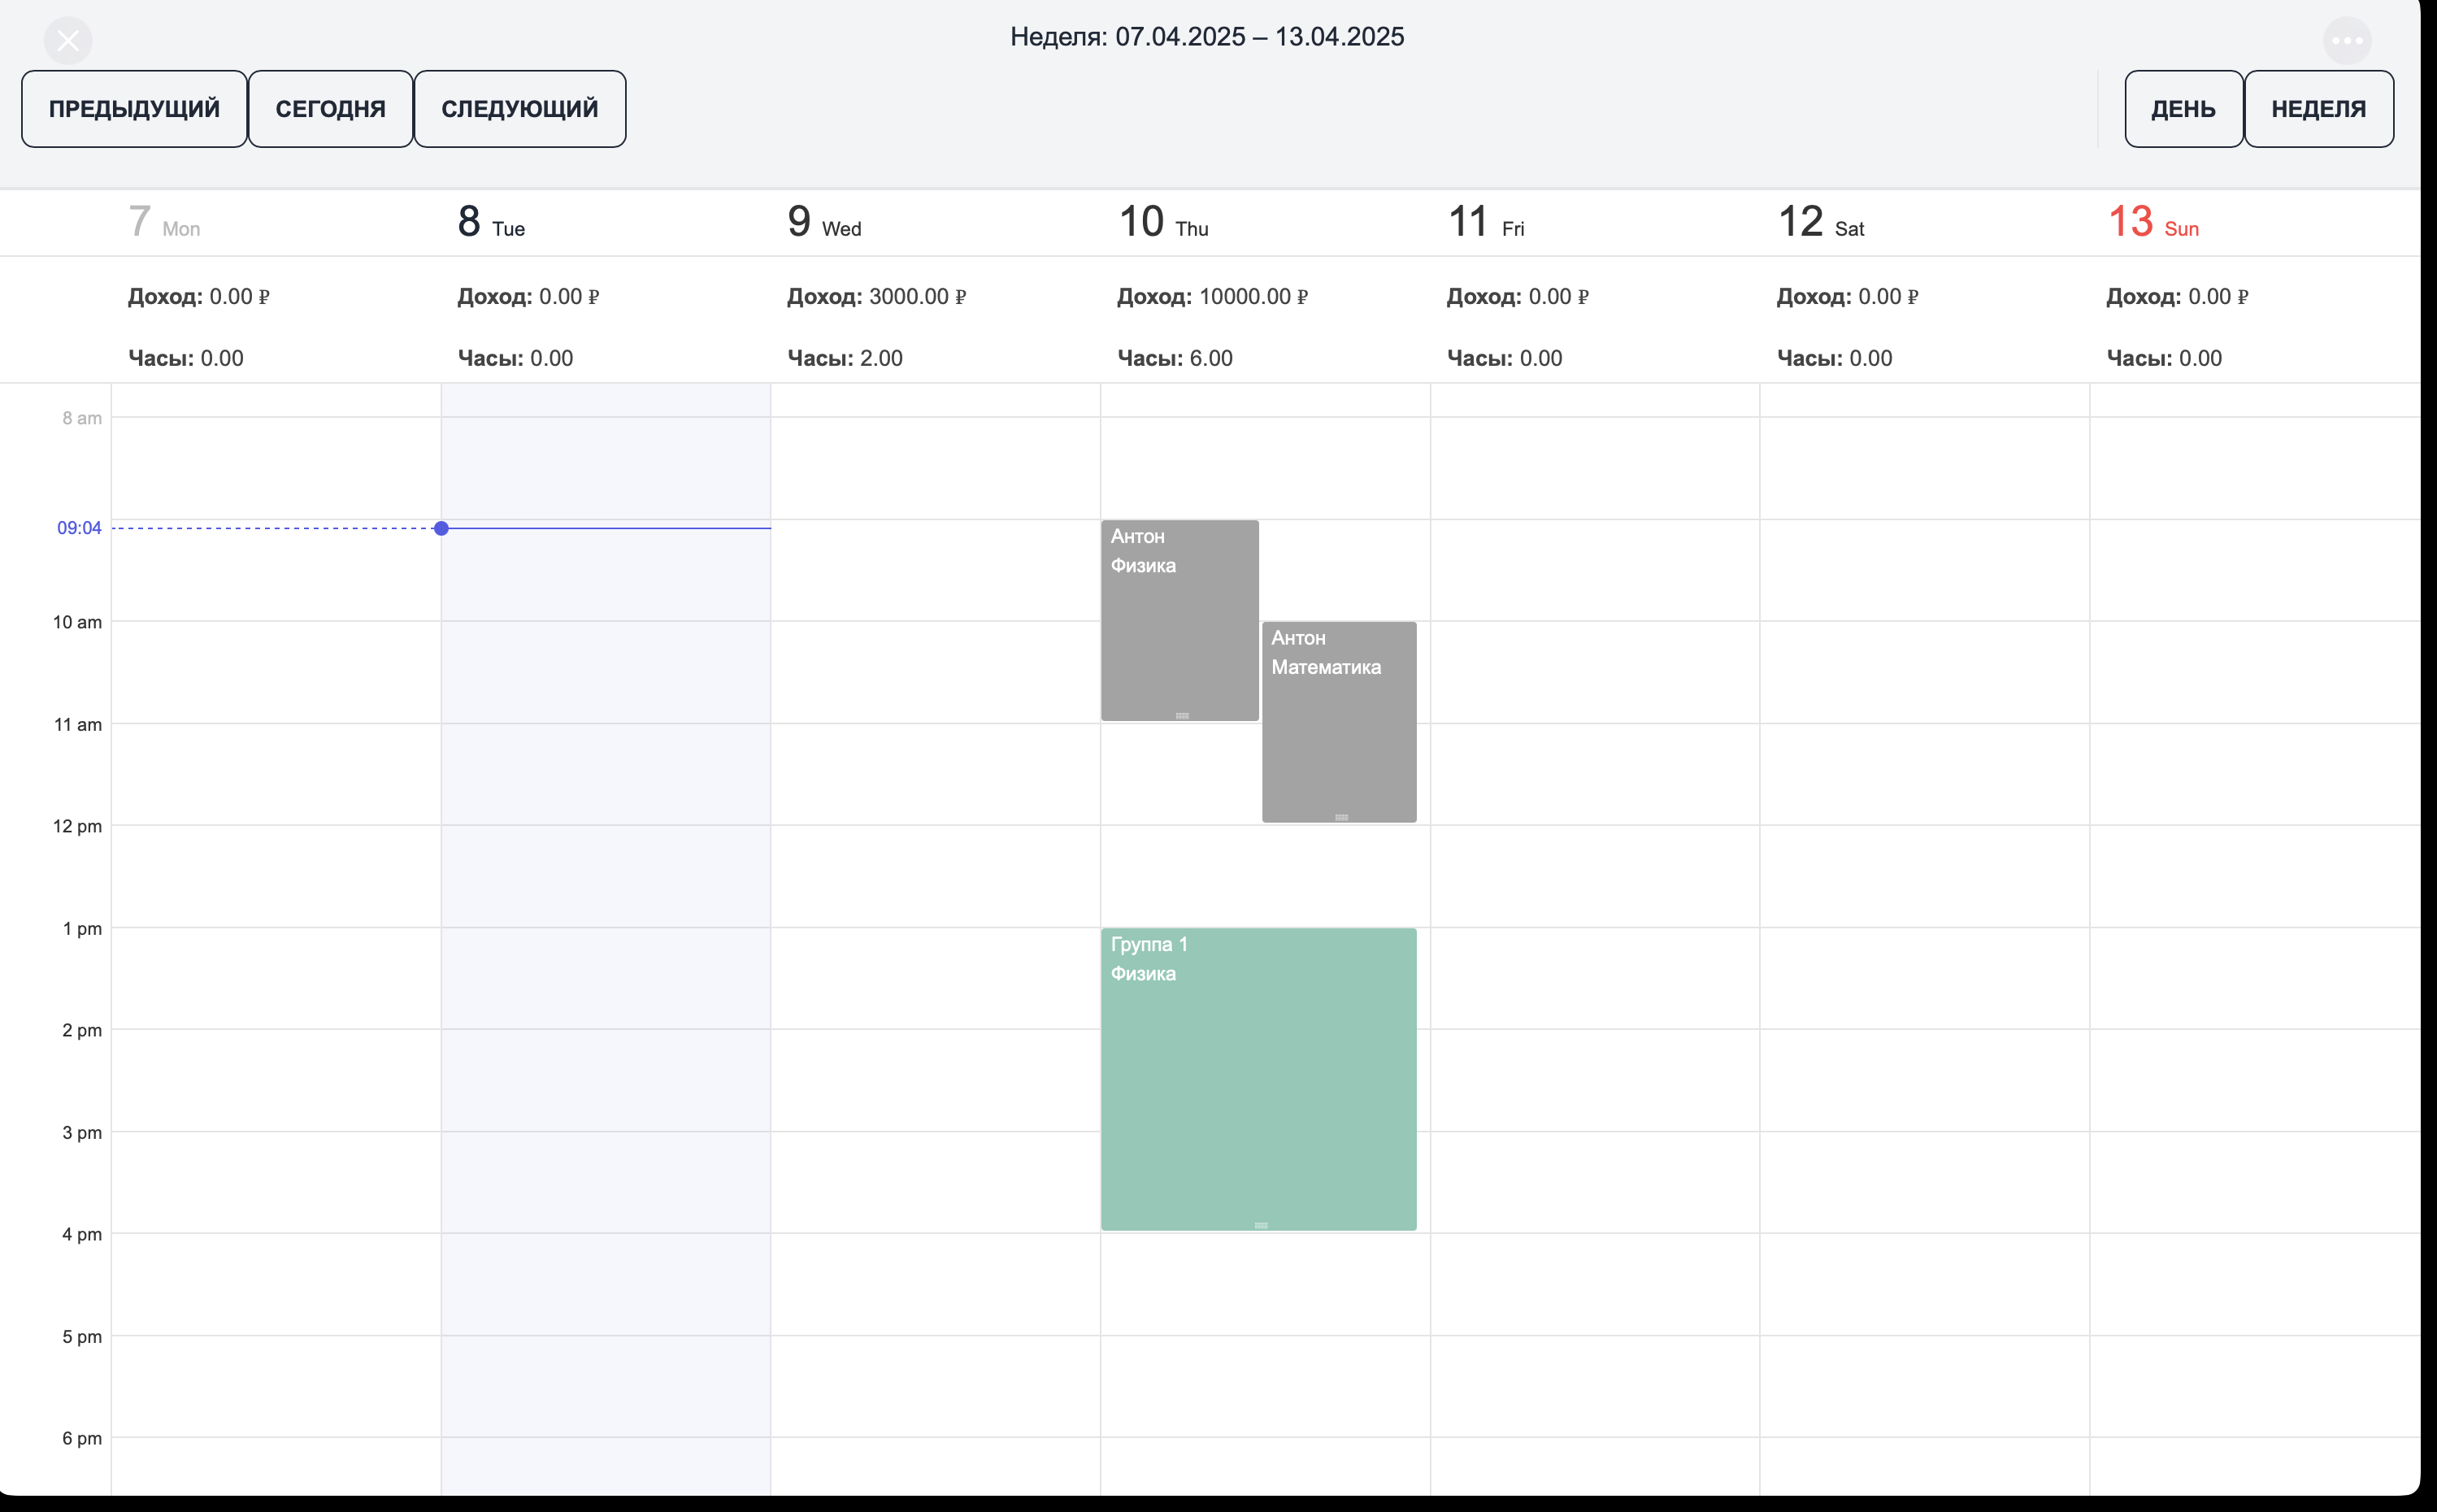 Неделя: 07.04.2025 – 13.04.2025
ПРЕДЫДУЩИЙ СЕГОДНЯ СЛЕДУЮЩИЙ ДЕНЬ НЕДЕЛЯ
7 Mon 8 Tue 9 Wed 10 Thu 11 Fri 12 Sat 13 Sun
Доход: 0.00 ₽ Доход: 0.00 ₽ Доход: 3000.00 ₽ Доход: 10000.00 ₽ Доход: 0.00 ₽ Доход: 0.00 ₽ Доход: 0.00 ₽
Часы: 0.00 Часы: 0.00 Часы: 2.00 Часы: 6.00 Часы: 0.00 Часы: 0.00 Часы: 0.00
8 am
09:04
Антон
Физика
10 am
Антон
Математика
11 am
12 pm
1 pm
Группа 1
Физика
2 pm
3 pm
4 pm
5 pm
6 pm